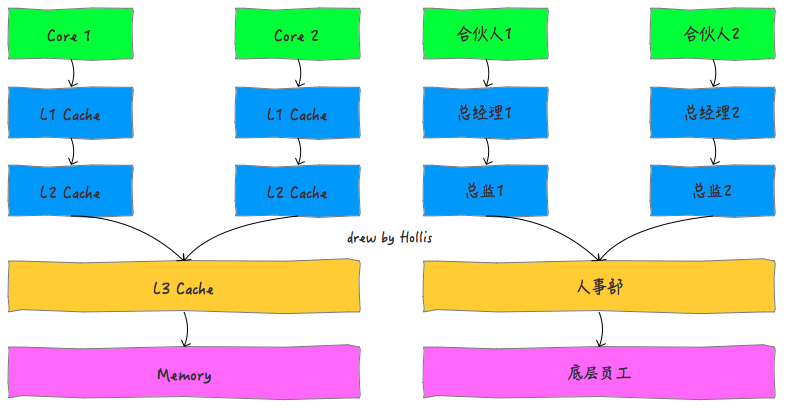 Core 1
Core 2
合伙人1
合伙人2
L1 Cache
L1 Cache
总经理1
总经理2
L2 Cache
L2 Cache
总监1
总监2
drew by Hollis
L3 Cache
人事部
Memory
底层员工